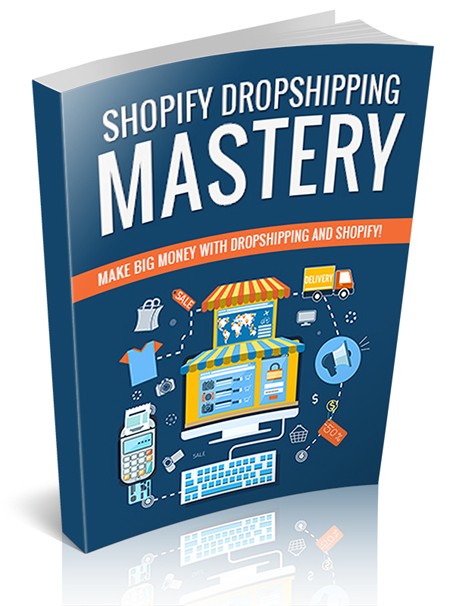 SHOPIFY DROPSHIPPING
MASTERY
MAKE BIG MONEY WITH DROPSHIPPING AND SHOPIFY!
DELIVERY
SALE
$
$
50%
SALE